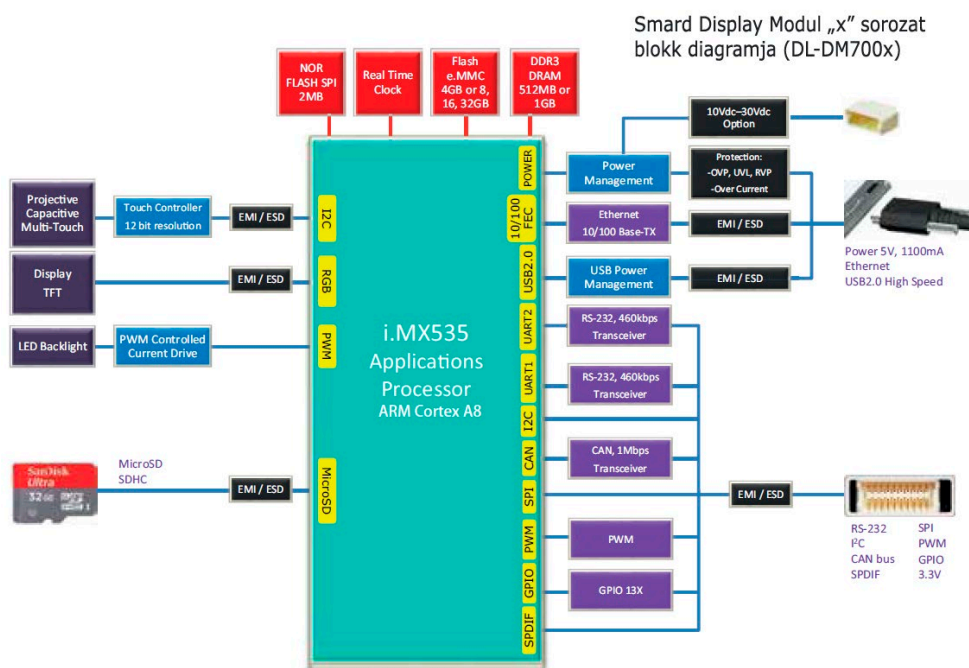 Smard Display Modul „x” sorozat
blokk diagramja (DL-DM700x)
NOR
FLASH SPI
2MB
Real Time
Clock
Flash
e.MMC
4GB or 8,
16, 32GB
DDR3
DRAM
512MB or
1GB
10Vdc–30Vdc
Option
POWER
Power
Management
Protection:
-OVP, UVL, RVP
-Over Current
Projective
Capacitive
Multi-Touch
Touch Controller
12 bit resolution
EMI / ESD
I2C
10/100
FEC
Ethernet
10/100 Base-TX
EMI / ESD
Power 5V, 1100mA
Ethernet
USB2.0 High Speed
Display
TFT
EMI / ESD
RGB
USB2.0
USB Power
Management
EMI / ESD
LED Backlight
PWM Controlled
Current Drive
PWM
i.MX535
Applications
Processor
ARM Cortex A8
UART2
RS-232, 460kbps
Transceiver
UART1
RS-232, 460kbps
Transceiver
I2C
CAN
CAN, 1Mbps
Transceiver
SanDisk
Ultra
32GB
MicroSD
SDHC
EMI / ESD
MicroSD
SPI
EMI / ESD
PWM
PWM
GPIO
GPIO 13X
SPDIF
RS-232 SPI
I²C PWM
CAN bus GPIO
SPDIF 3.3V